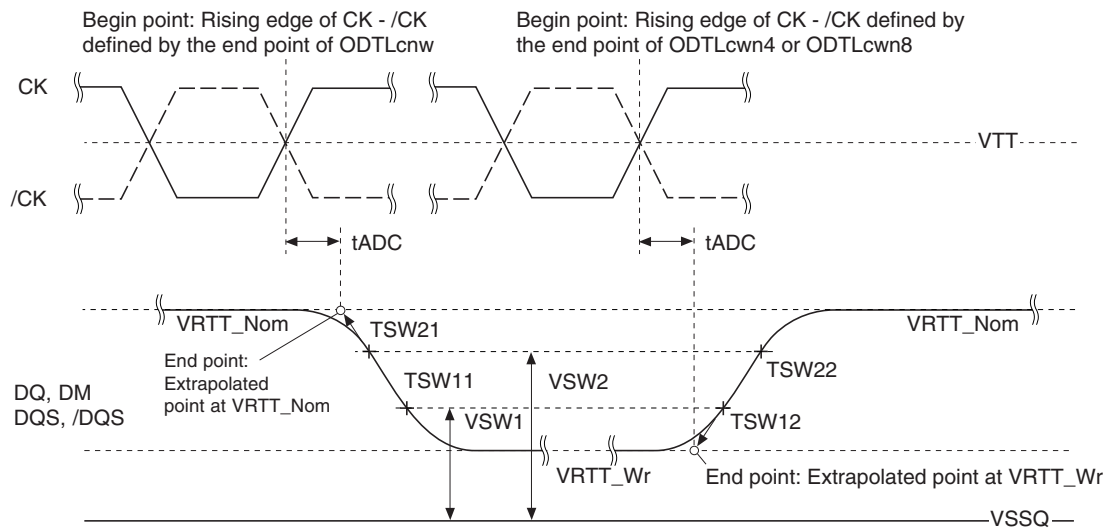 Begin point: Rising edge of CK - /CK
defined by the end point of ODTLcnw
Begin point: Rising edge of CK - /CK defined by
the end point of ODTLcwn4 or ODTLcwn8
CK
VTT
/CK
tADC
tADC
VRTT_Nom
TSW21
VRTT_Nom
End point:
Extrapolated
point at VRTT_Nom
TSW11
VSW2
TSW22
DQ, DM
DQS, /DQS
VSW1
TSW12
VRTT_Wr
End point: Extrapolated point at VRTT_Wr
VSSQ